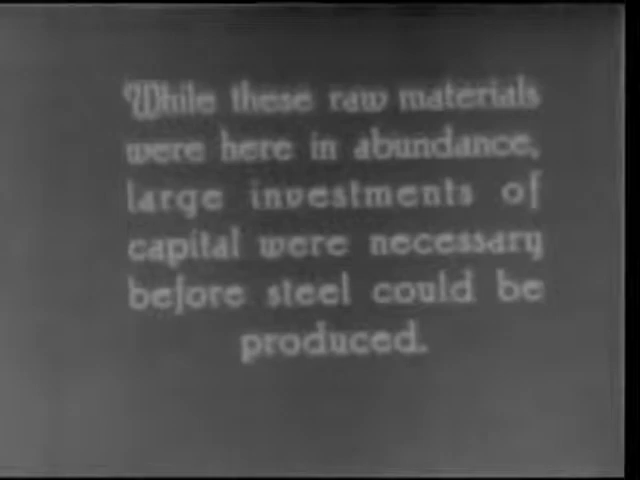 While these raw materials
were here in abundance,
large investments of
capital were necessary
before steel could be
produced.